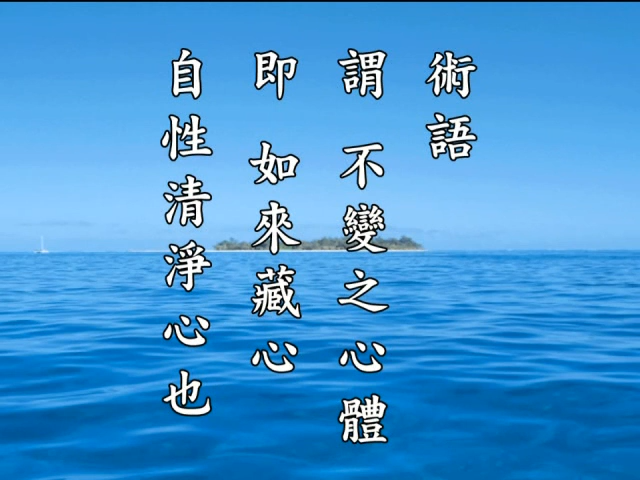 術語
謂 不變之心體
即 如來藏心
自性清淨心也